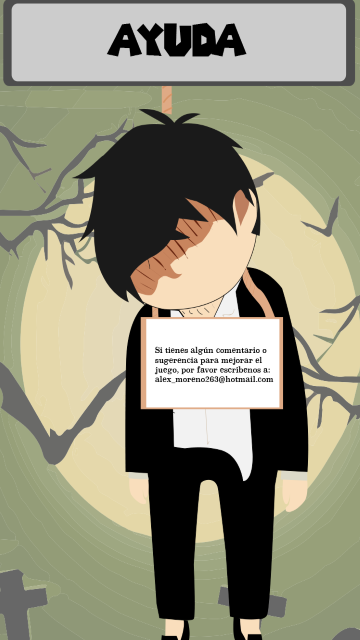 AYUDA
Si tienes algún comentario o
sugerencia para mejorar el
juego, por favor escríbenos a:
alex_moreno263@hotmail.com